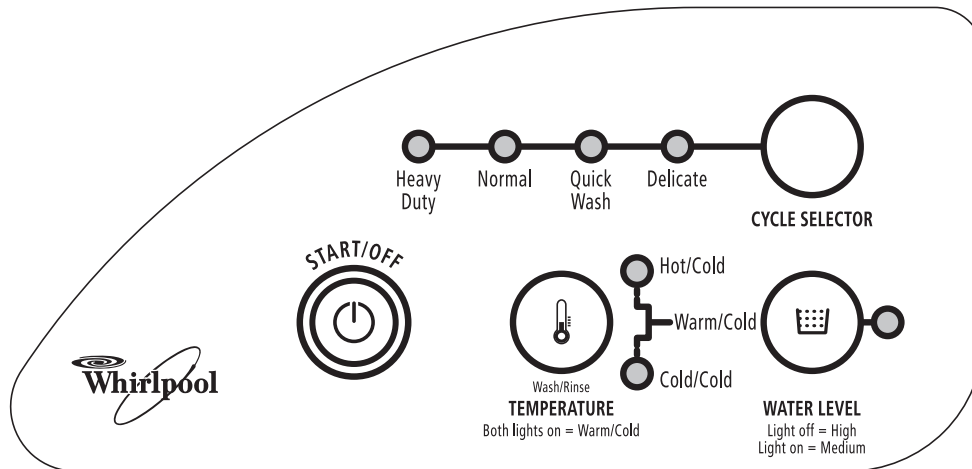 Heavy Duty
Normal
Quick Wash
Delicate
CYCLE SELECTOR
START/OFF
Hot/Cold
Warm/Cold
Cold/Cold
Whirlpool
Wash/Rinse
TEMPERATURE
Both lights on = Warm/Cold
WATER LEVEL
Light off = High
Light on = Medium